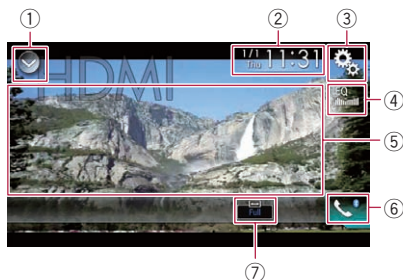 ① ② ③
1/1 Thu 11:31
HDMI
EQ
④
⑤
Full
⑥
⑦